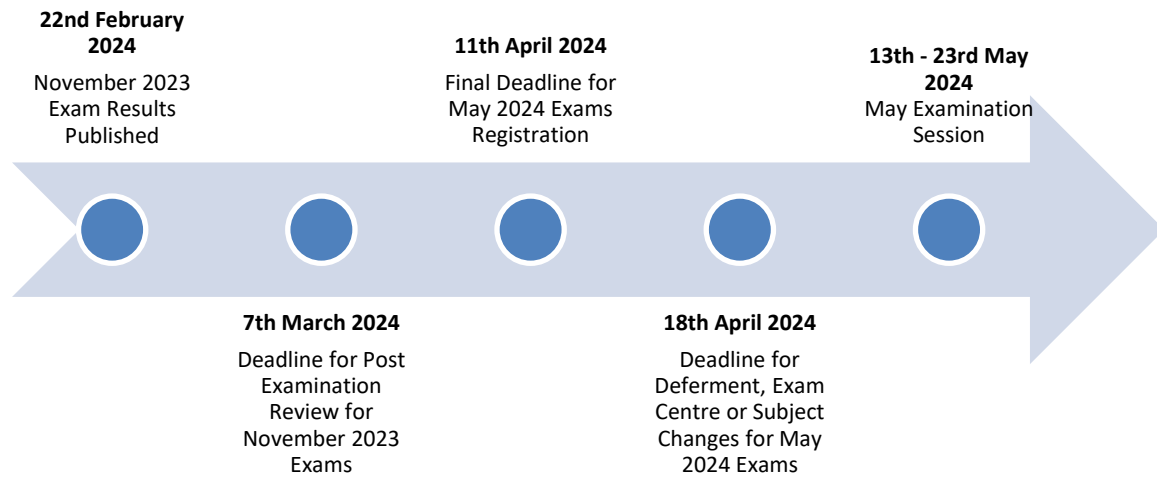 22nd February
2024
November 2023
Exam Results
Published
7th March 2024
Deadline for Post
Examination
Review for
November 2023
Exams
11th April 2024
Final Deadline for
May 2024 Exams
Registration
18th April 2024
Deadline for
Deferment, Exam
Centre or Subject
Changes for May
2024 Exams
13th - 23rd May
2024
May Examination
Session